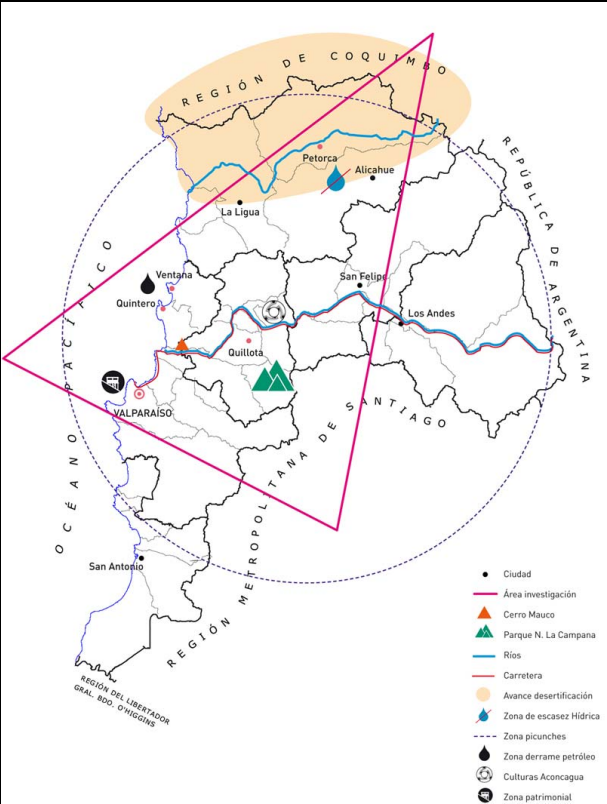 REGIÓN DE COQUIMBO
REPÚBLICA DE ARGENTINA
Petorca
Alicahue
La Ligua
OCÉANO PACÍFICO
Ventana
Quintero
San Felipe
Los Andes
Quillota
VALPARAÍSO
REGIÓN METROPOLITANA DE SANTIAGO
San Antonio
REGIÓN DEL LIBERTADOR
GRAL. BDO. O'HIGGINS
Ciudad
Área investigación
Cerro Mauco
Parque N. La Campana
Ríos
Carretera
Avance desertificación
Zona de escasez Hídrica
Zona picunches
Zona derrame petróleo
Culturas Aconcagua
Zona patrimonial